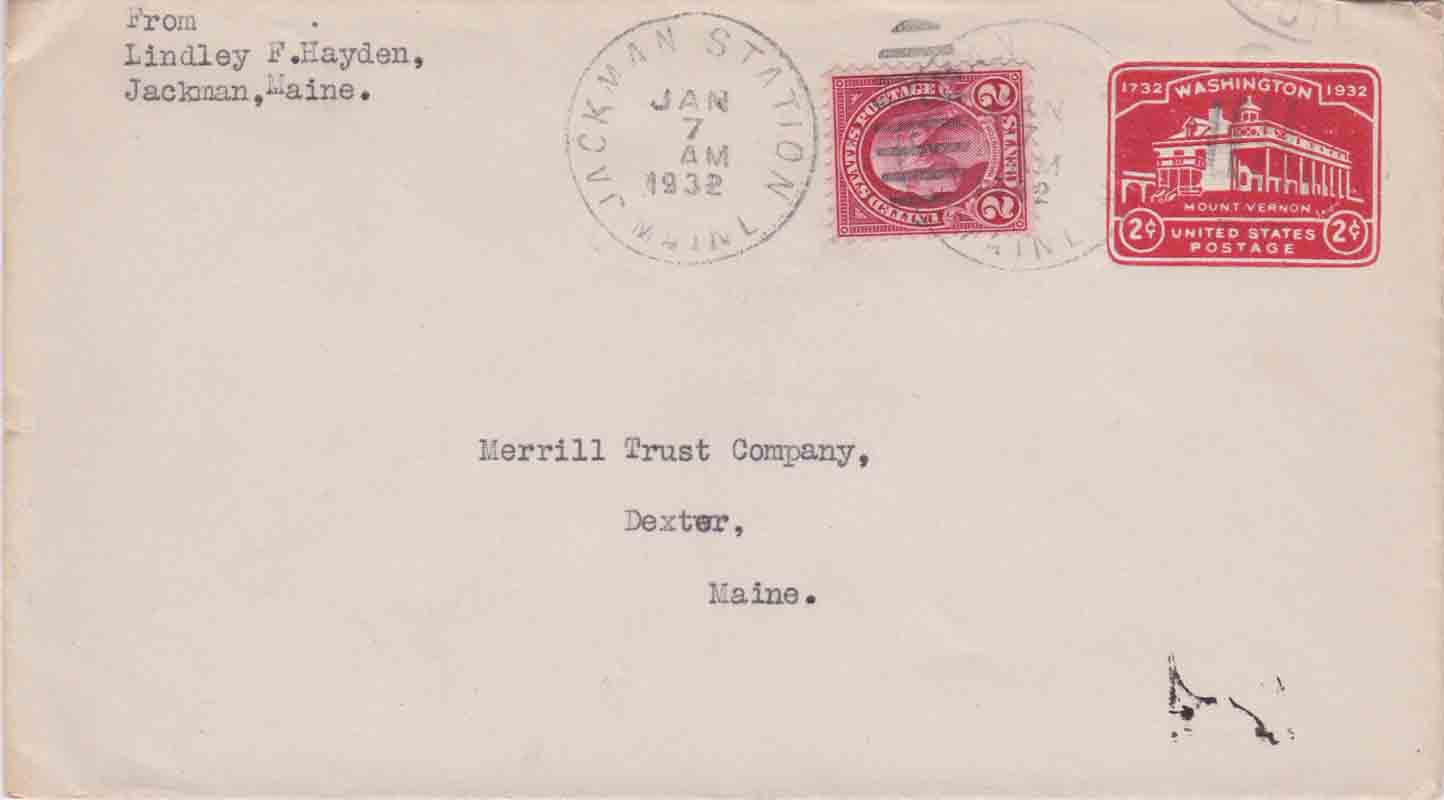 From
Lindley F.Hayden,
Jackman,Maine.
JACKMAN STATION
JAN
7
AM
1932
MAINE
2 2
1732 WASHINGTON 1932
MOUNT VERNON
2¢ UNITED STATES 2¢
POSTAGE
Merrill Trust Company,
Dexter,
Maine.